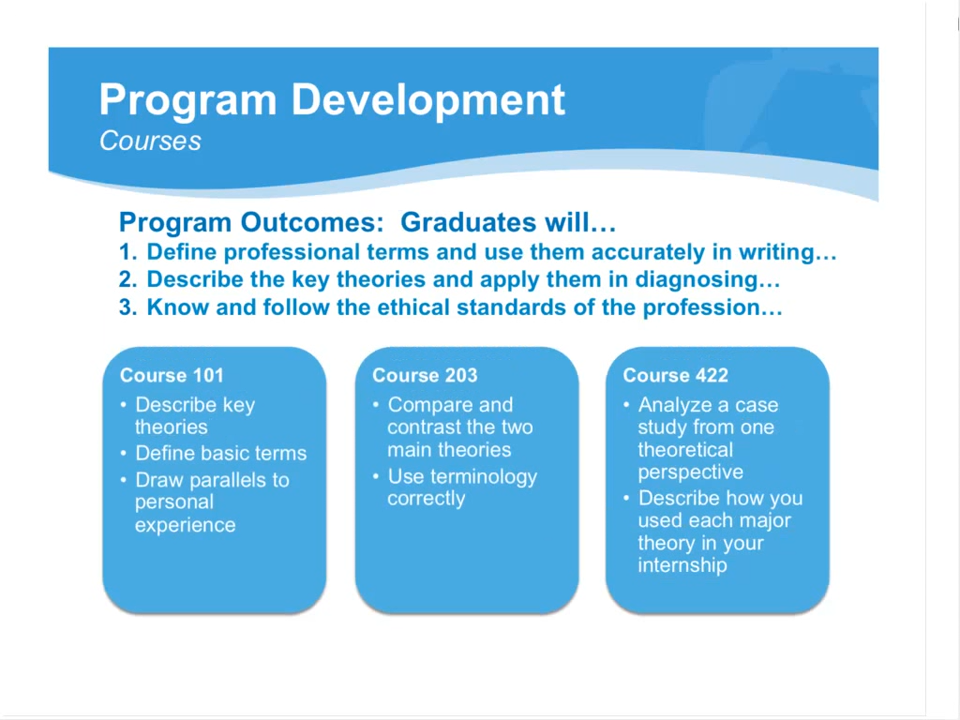 Program Development
Courses
Program Outcomes: Graduates will…
1. Define professional terms and use them accurately in writing…
2. Describe the key theories and apply them in diagnosing…
3. Know and follow the ethical standards of the profession…
Course 101
• Describe key
theories
• Define basic terms
• Draw parallels to
personal
experience
Course 203
• Compare and
contrast the two
main theories
• Use terminology
correctly
Course 422
• Analyze a case
study from one
theoretical
perspective
• Describe how you
used each major
theory in your
internship